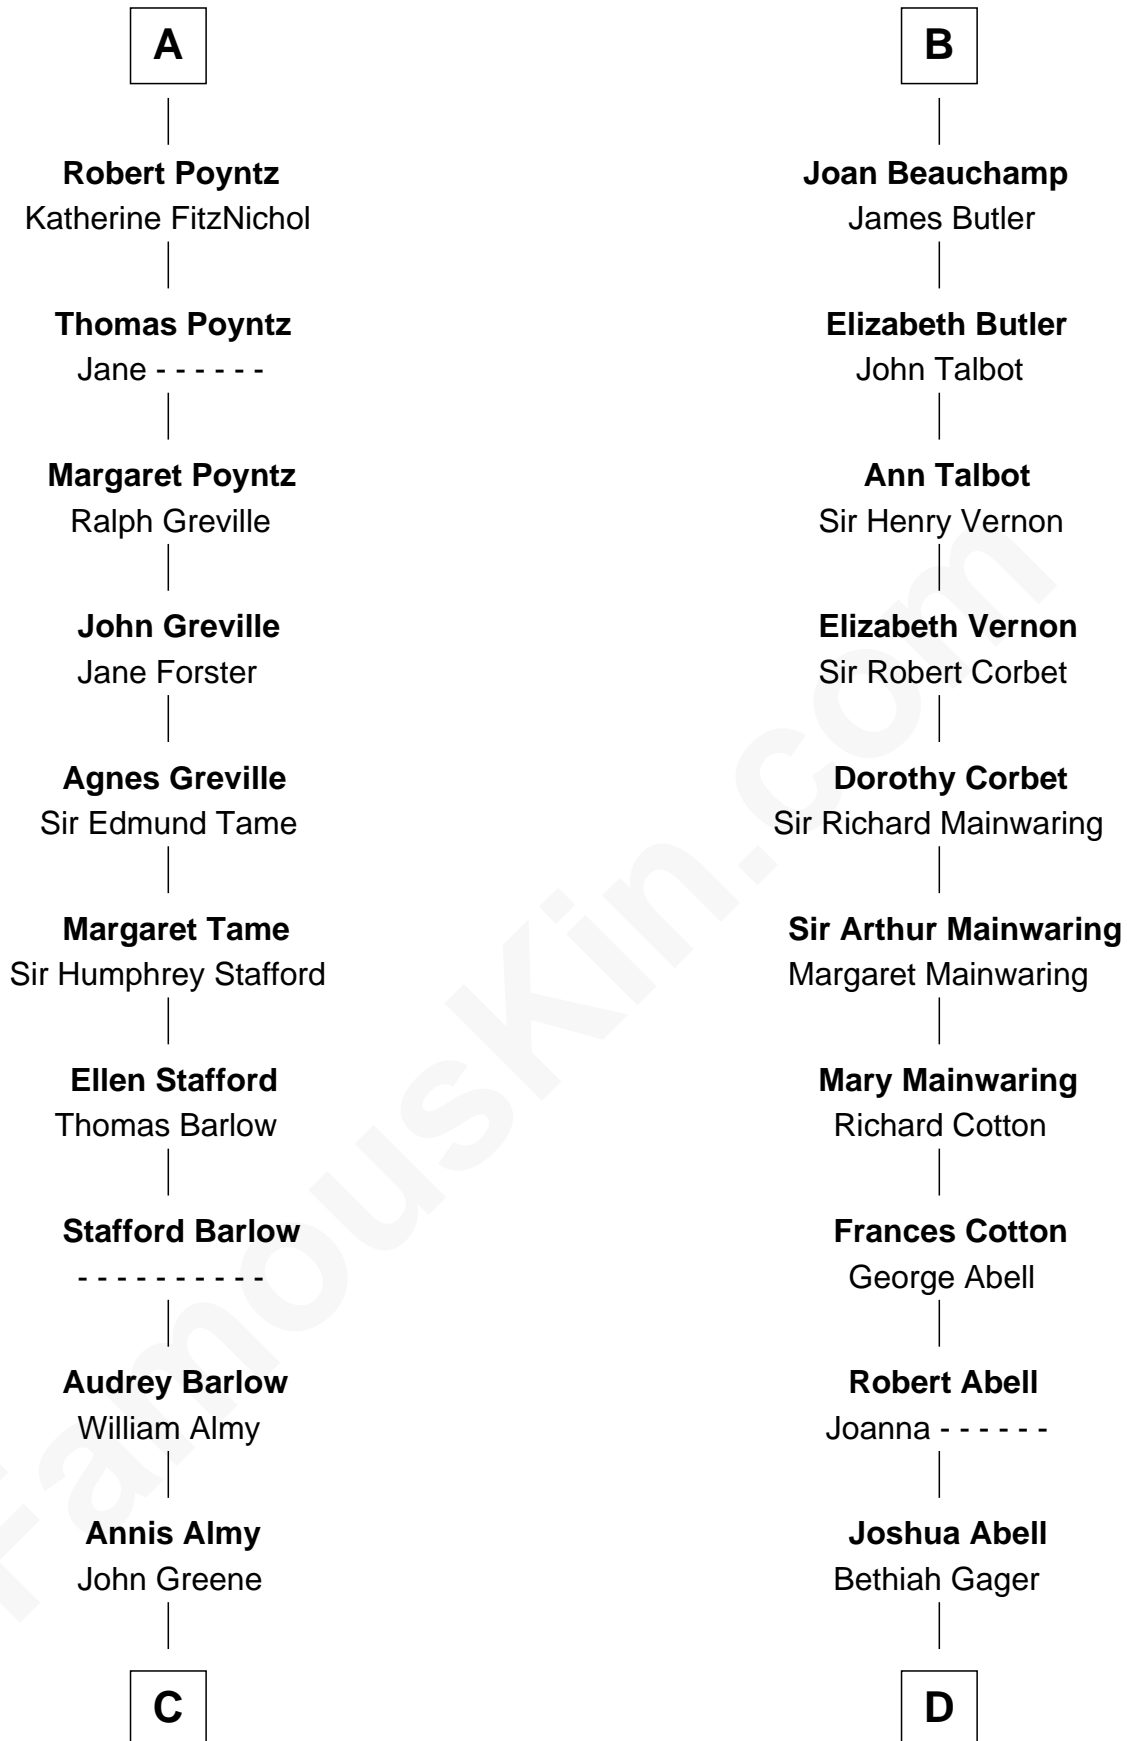 A
Robert Poyntz
Katherine FitzNichol
Thomas Poyntz
Jane - - - - - -
Margaret Poyntz
Ralph Greville
John Greville
Jane Forster
Agnes Greville
Sir Edmund Tame
Margaret Tame
Sir Humphrey Stafford
Ellen Stafford
Thomas Barlow
Stafford Barlow
- - - - - - - - - -
Audrey Barlow
William Almy
Annis Almy
John Greene
C
B
Joan Beauchamp
James Butler
Elizabeth Butler
John Talbot
Ann Talbot
Sir Henry Vernon
Elizabeth Vernon
Sir Robert Corbet
Dorothy Corbet
Sir Richard Mainwaring
Sir Arthur Mainwaring
Margaret Mainwaring
Mary Mainwaring
Richard Cotton
Frances Cotton
George Abell
Robert Abell
Joanna - - - - - -
Joshua Abell
Bethiah Gager
D
FamousKin.com